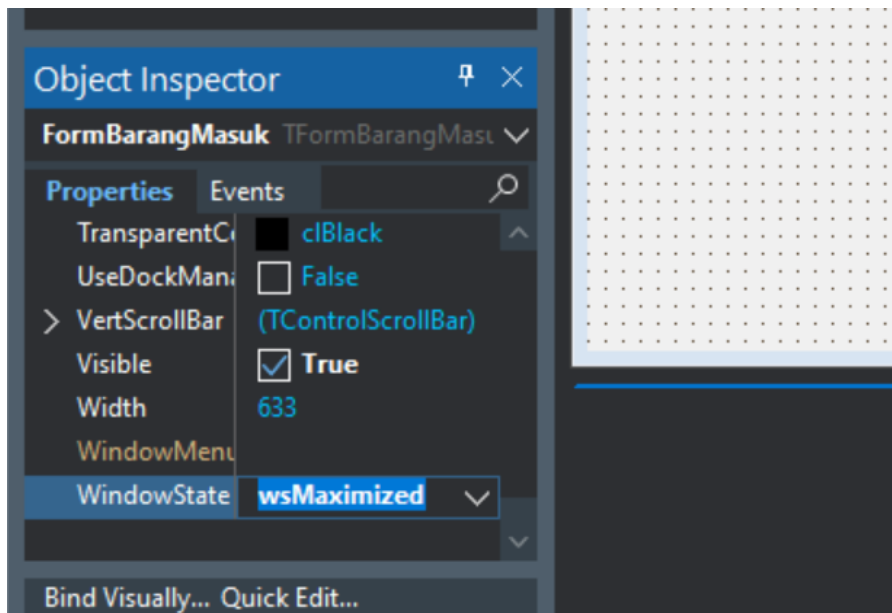 Object Inspector
FormBarangMasuk TFormBarangMasu
Properties Events
TransparentCo clBlack
UseDockMana False
VertScrollBar (TControlScrollBar)
Visible True
Width 633
WindowMenu
WindowState wsMaximized
Bind Visually... Quick Edit...